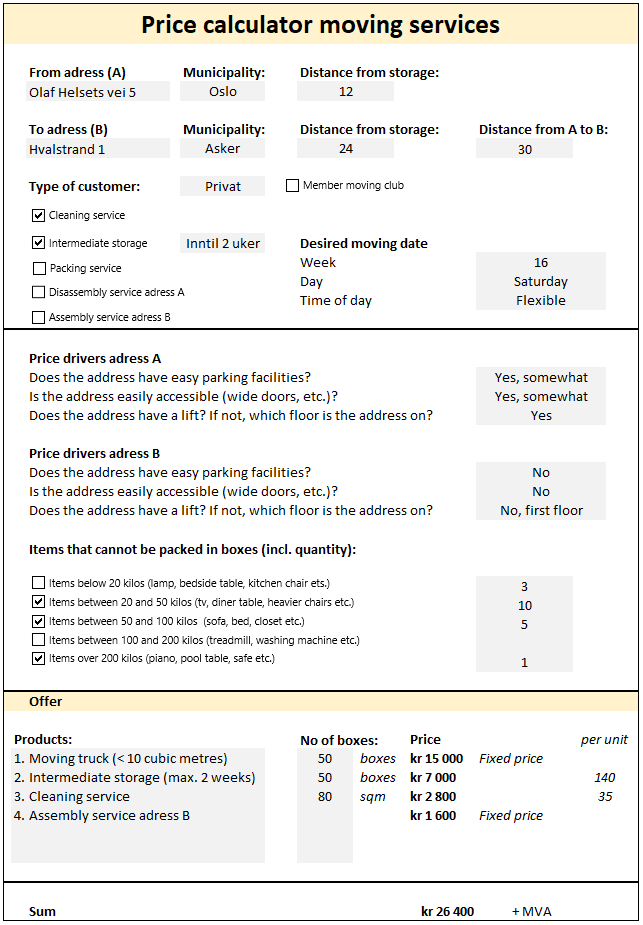 Price calculator moving services
From adress (A) Municipality: Distance from storage:
Olaf Helsets vei 5 Oslo 12
To adress (B) Municipality: Distance from storage: Distance from A to B:
Hvalstrand 1 Asker 24 30
Type of customer: Privat Member moving club
Cleaning service
Intermediate storage Inntil 2 uker Desired moving date
Week 16
Packing service
Day Saturday
Disassembly service adress A
Time of day Flexible
Assembly service adress B
Price drivers adress A
Does the address have easy parking facilities? Yes, somewhat
Is the address easily accessible (wide doors, etc.)? Yes, somewhat
Does the address have a lift? If not, which floor is the address on? Yes
Price drivers adress B
Does the address have easy parking facilities? No
Is the address easily accessible (wide doors, etc.)? No
Does the address have a lift? If not, which floor is the address on? No, first floor
Items that cannot be packed in boxes (incl. quantity):
Items below 20 kilos (lamp, bedside table, kitchen chair ets.) 3
Items between 20 and 50 kilos (tv, diner table, heavier chairs etc.) 10
Items between 50 and 100 kilos (sofa, bed, closet etc.) 5
Items between 100 and 200 kilos (treadmill, washing machine etc.)
Items over 200 kilos (piano, pool table, safe etc.) 1
Offer
Products: No of boxes: Price per unit
1. Moving truck (< 10 cubic metres) 50 boxes kr 15 000 Fixed price
2. Intermediate storage (max. 2 weeks) 50 boxes kr 7 000 140
3. Cleaning service 80 sqm kr 2 800 35
4. Assembly service adress B kr 1 600 Fixed price
Sum kr 26 400 + MVA